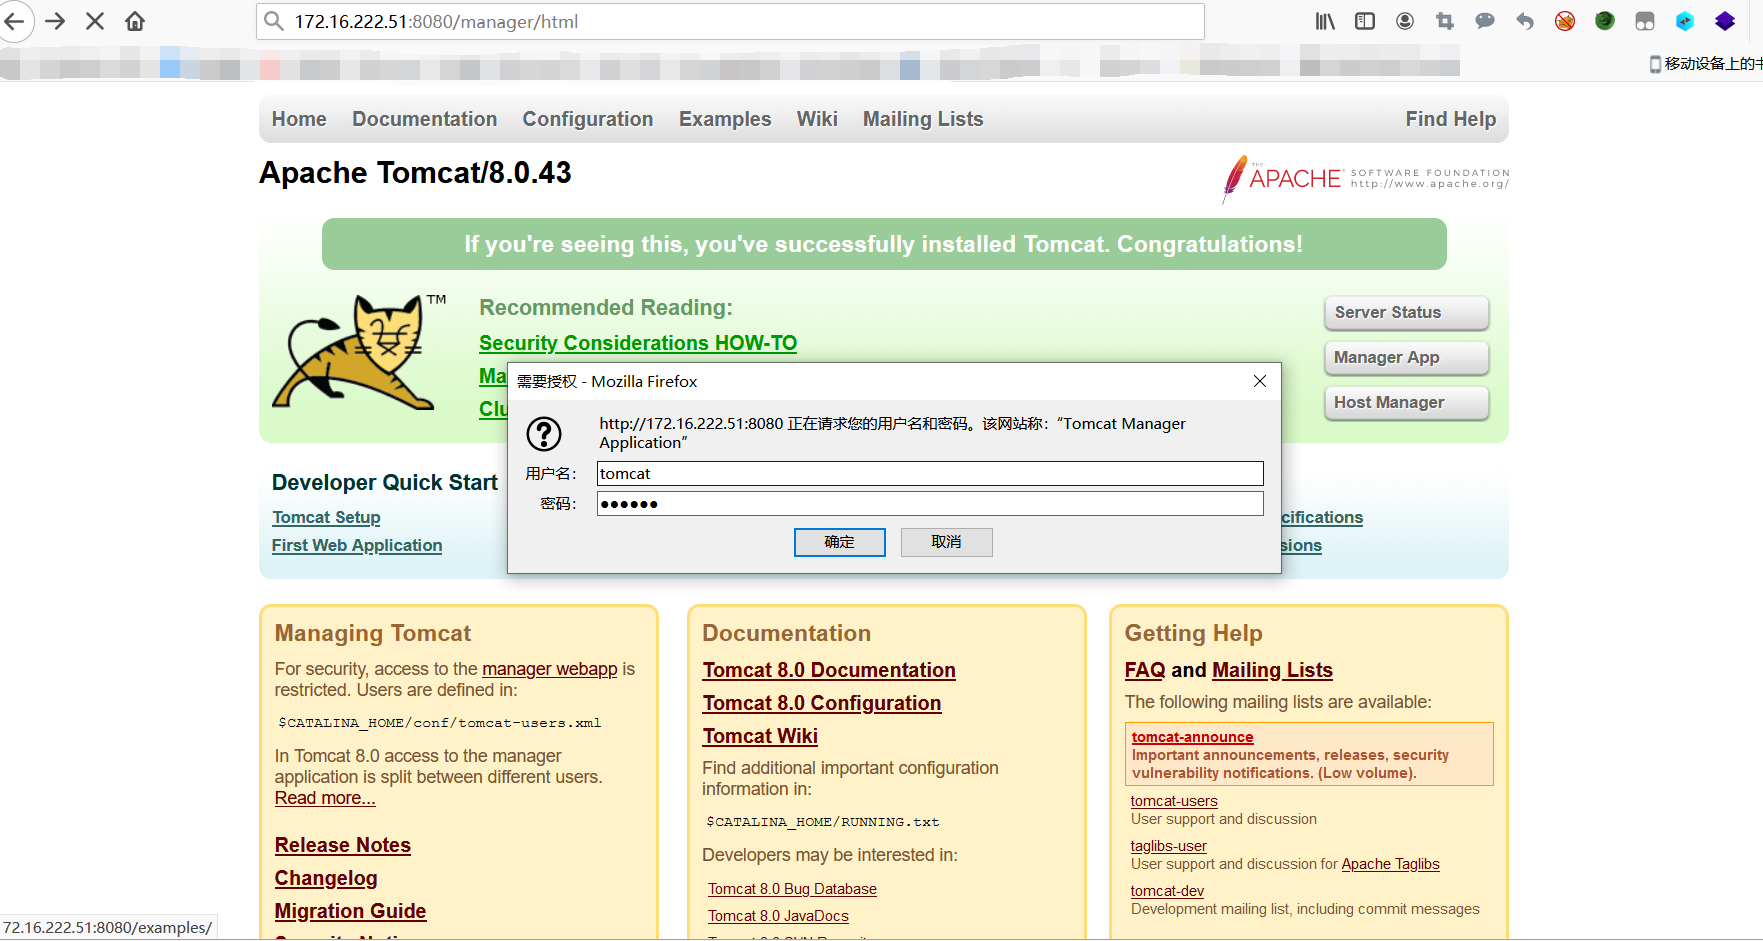 172.16.222.51:8080/manager/html
移动设备上的
Home Documentation Configuration Examples Wiki Mailing Lists Find Help
Apache Tomcat/8.0.43
THE APACHE SOFTWARE FOUNDATION
http://www.apache.org/
If you're seeing this, you've successfully installed Tomcat. Congratulations!
TM
Recommended Reading:
Security Considerations HOW-TO
Ma
Clu
Server Status
Manager App
Host Manager
需要授权 - Mozilla Firefox
http://172.16.222.51:8080 正在请求您的用户名和密码。该网站称：“Tomcat Manager
Application”
用户名： tomcat
密码： ●●●●●●
确定 取消
Developer Quick Start
Tomcat Setup
First Web Application
cifications
sions
Managing Tomcat
For security, access to the manager webapp is
restricted. Users are defined in:
$CATALINA_HOME/conf/tomcat-users.xml
In Tomcat 8.0 access to the manager
application is split between different users.
Read more...
Release Notes
Changelog
Migration Guide
Documentation
Tomcat 8.0 Documentation
Tomcat 8.0 Configuration
Tomcat Wiki
Find additional important configuration
information in:
$CATALINA_HOME/RUNNING.txt
Developers may be interested in:
Tomcat 8.0 Bug Database
Tomcat 8.0 JavaDocs
Getting Help
FAQ and Mailing Lists
The following mailing lists are available:
tomcat-announce
Important announcements, releases, security
vulnerability notifications. (Low volume).
tomcat-users
User support and discussion
taglibs-user
User support and discussion for Apache Taglibs
tomcat-dev
Development mailing list, including commit messages
72.16.222.51:8080/examples/